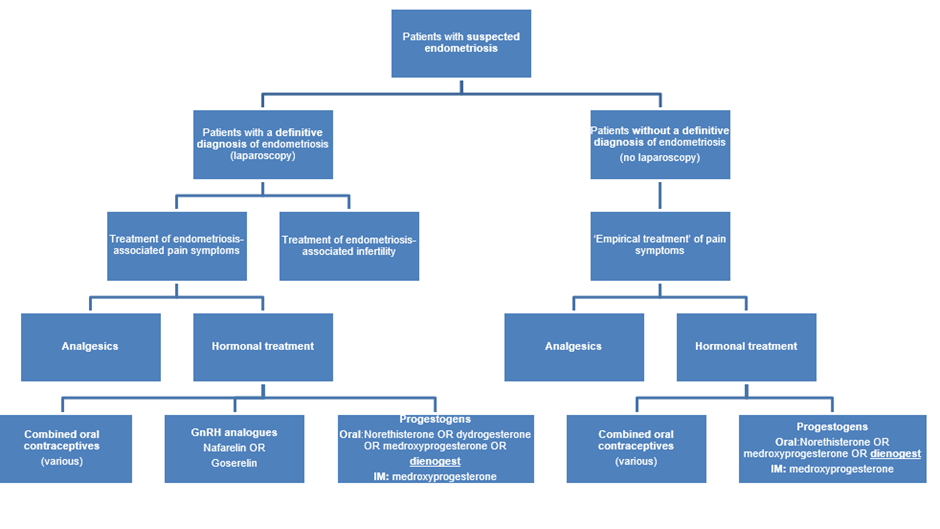 Patients with suspected
endometriosis
Patients with a definitive
diagnosis of endometriosis
(laparoscopy)
Patients without a definitive
diagnosis of endometriosis
(no laparoscopy)
Treatment of endometriosis-
associated pain symptoms
Treatment of endometriosis-
associated infertility
‘Empirical treatment’ of pain
symptoms
Analgesics
Hormonal treatment
Analgesics
Hormonal treatment
Combined oral
contraceptives
(various)
GnRH analogues
Nafarelin OR
Goserelin
Progestogens
Oral:Norethisterone OR dydrogesterone
OR medroxyprogesterone OR
dienogest
IM: medroxyprogesterone
Combined oral
contraceptives
(various)
Progestogens
Oral:Norethisterone OR
medroxyprogesterone OR dienogest
IM: medroxyprogesterone